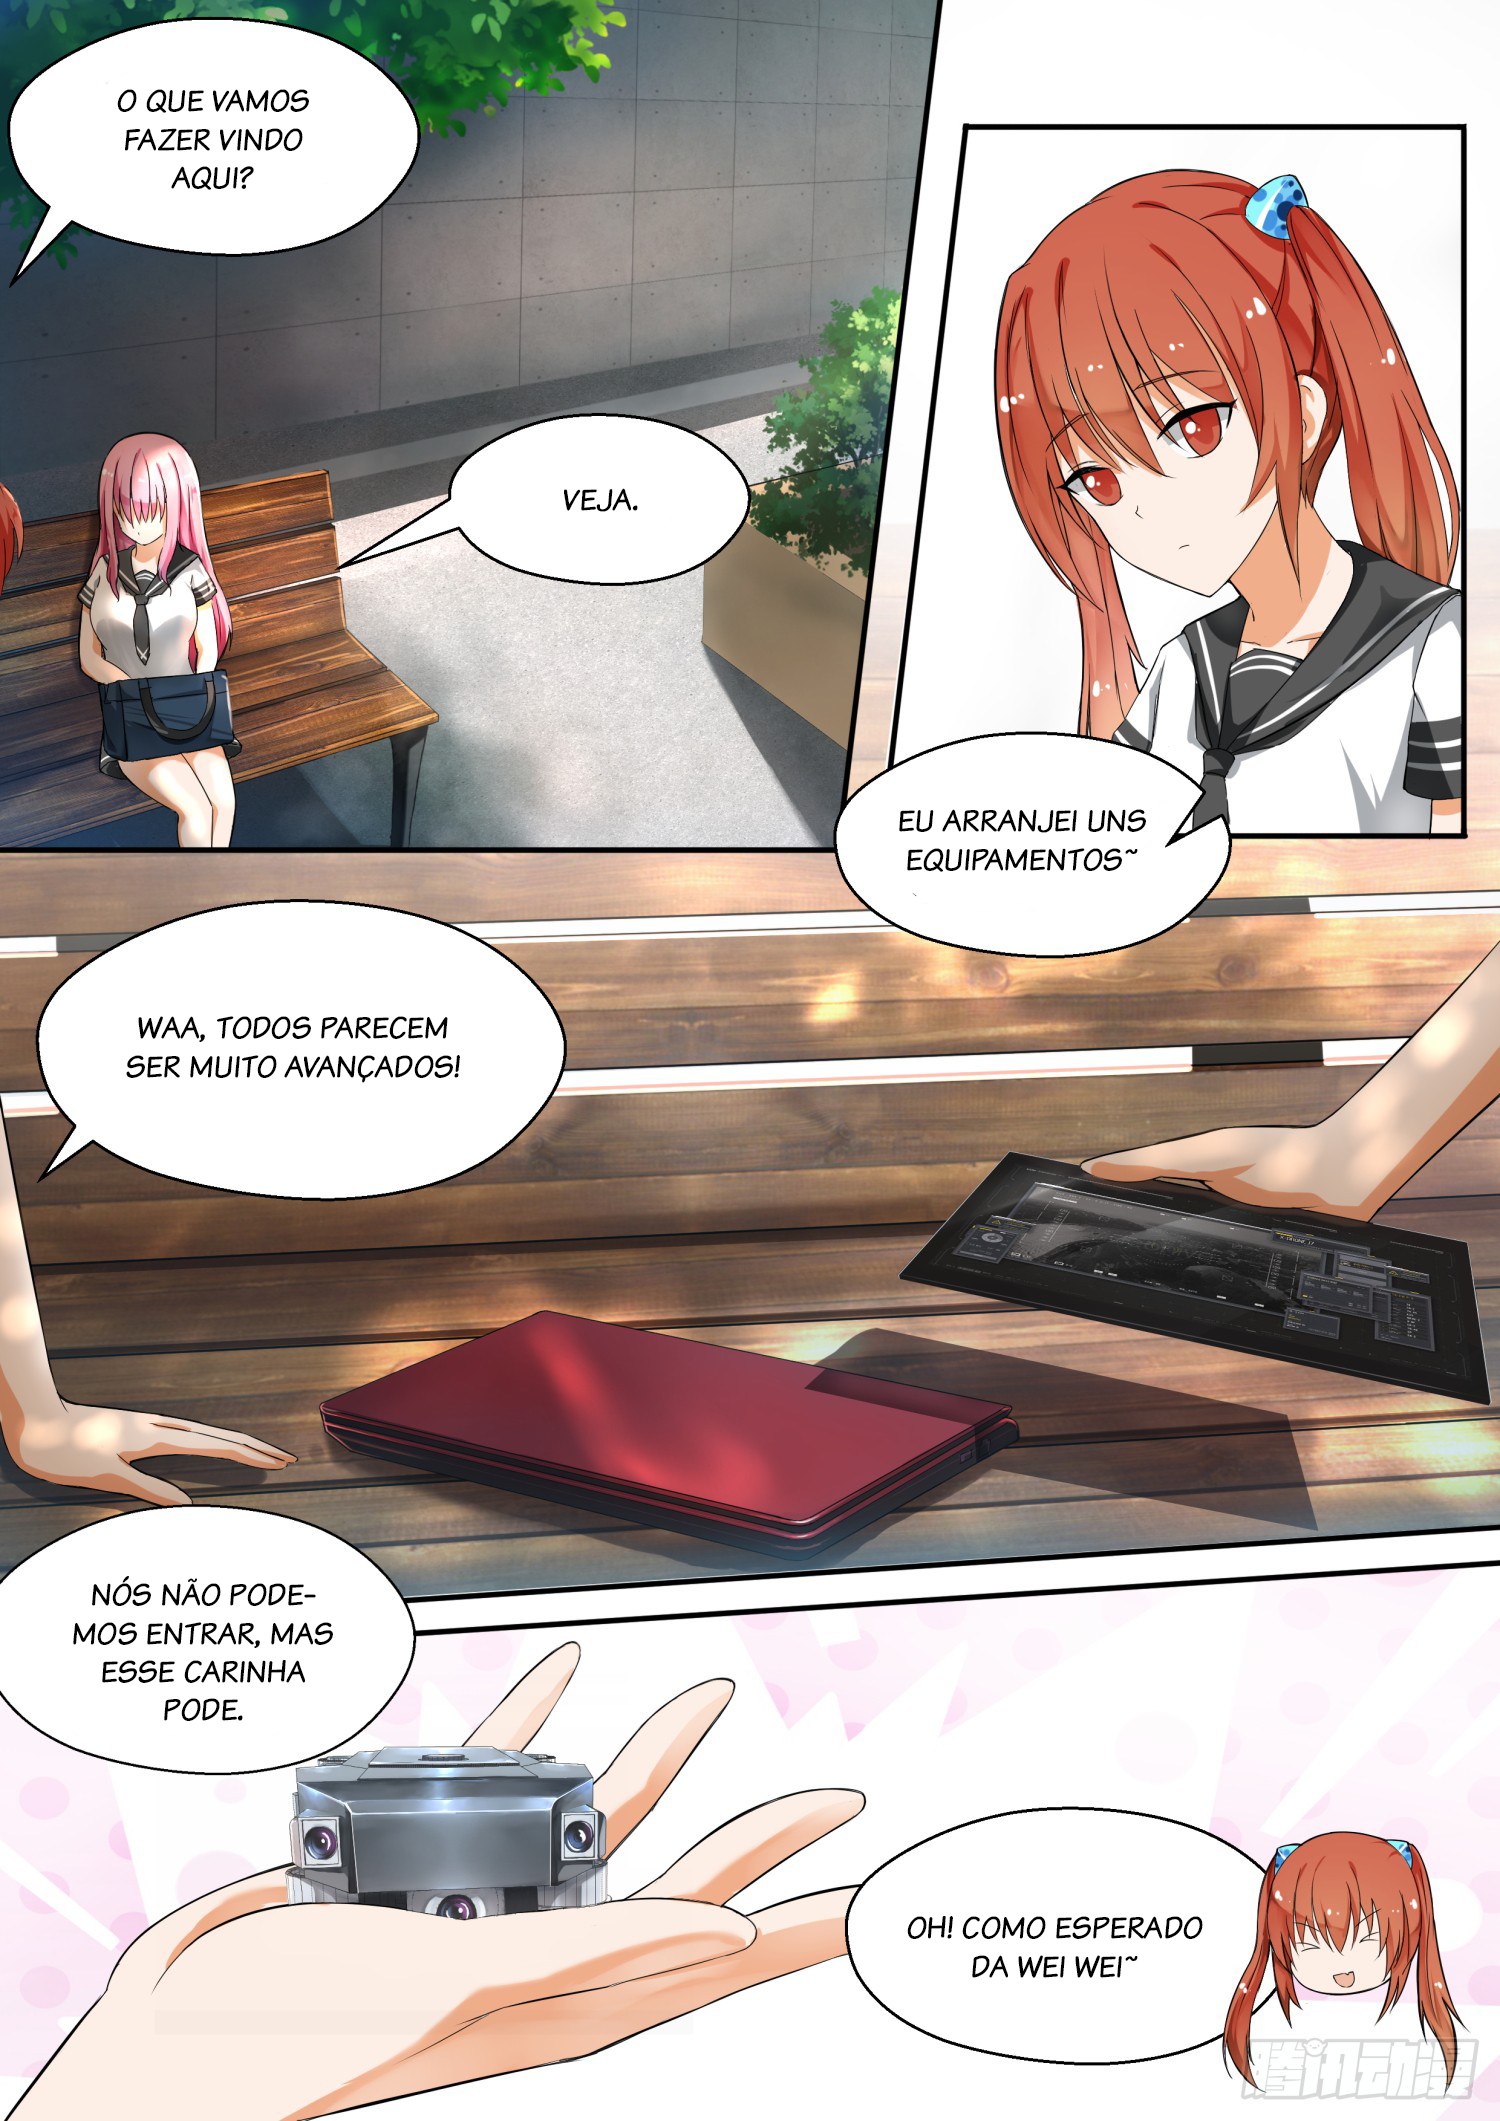 O QUE VAMOS
FAZER VINDO
AQUI?
VEJA.
EU ARRANJEI UNS
EQUIPAMENTOS~
WAA, TODOS PARECEM
SER MUITO AVANÇADOS!
NÓS NÃO PODE-
MOS ENTRAR, MAS
ESSE CARINHA
PODE.
OH! COMO ESPERADO
DA WEI WEI~
腾讯动漫